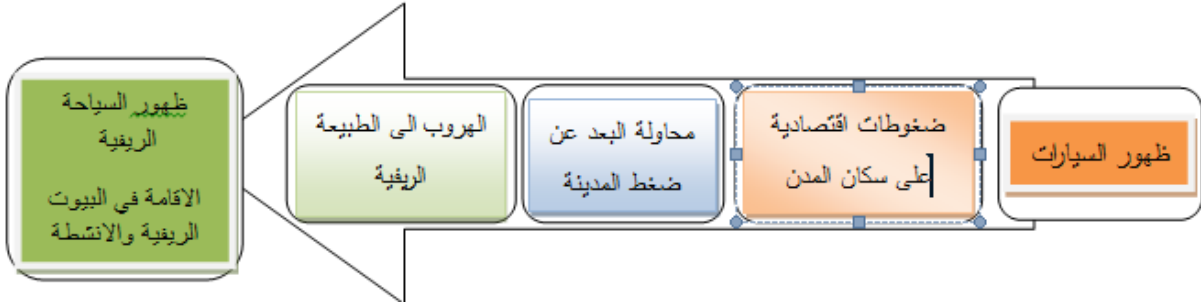 ظهور السيارات
ضغوطات اقتصادية
على سكان المدن
محاولة البعد عن
ضغط المدينة
الهروب الى الطبيعة
الريفية
ظهور السياحة
الريفية
الاقامة في البيوت
الريفية والانشطة